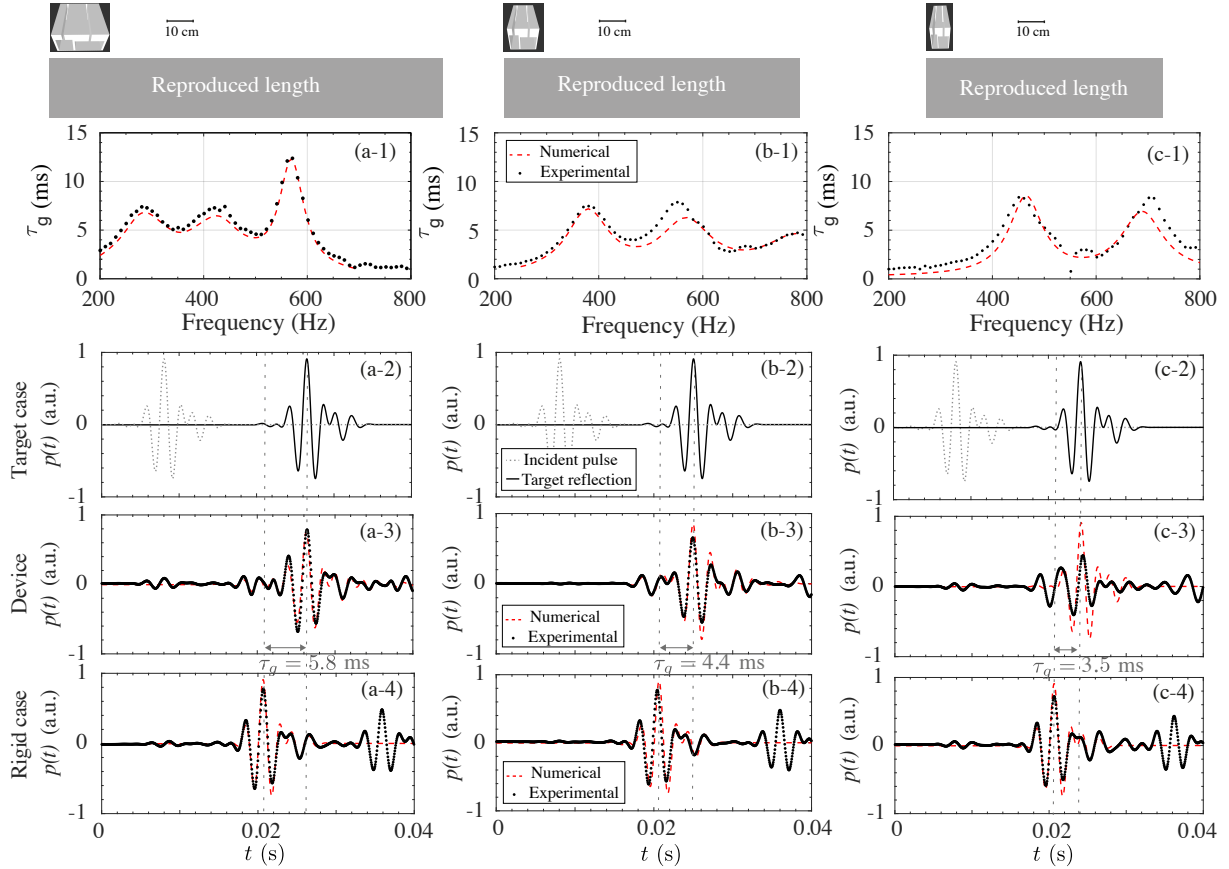 10 cm
10 cm
10 cm
Reproduced length
Reproduced length
Reproduced length
15
10
5
0
τg (ms)
(a-1)
200
400
600
800
Frequency (Hz)
15
10
5
0
τg (ms)
(b-1)
Numerical
Experimental
200
400
600
800
Frequency (Hz)
15
10
5
0
τg (ms)
(c-1)
200
400
600
800
Frequency (Hz)
Target case
p(t) (a.u.)
1
0
-1
(a-2)
p(t) (a.u.)
1
0
-1
(b-2)
Incident pulse
Target reflection
p(t) (a.u.)
1
0
-1
(c-2)
Device
p(t) (a.u.)
1
0
-1
(a-3)
τg = 5.8 ms
p(t) (a.u.)
1
0
-1
(b-3)
Numerical
Experimental
τg = 4.4 ms
p(t) (a.u.)
1
0
-1
(c-3)
τg = 3.5 ms
Rigid case
p(t) (a.u.)
1
0
-1
(a-4)
0
0.02
0.04
t (s)
p(t) (a.u.)
1
0
-1
(b-4)
Numerical
Experimental
0
0.02
0.04
t (s)
p(t) (a.u.)
1
0
-1
(c-4)
0
0.02
0.04
t (s)